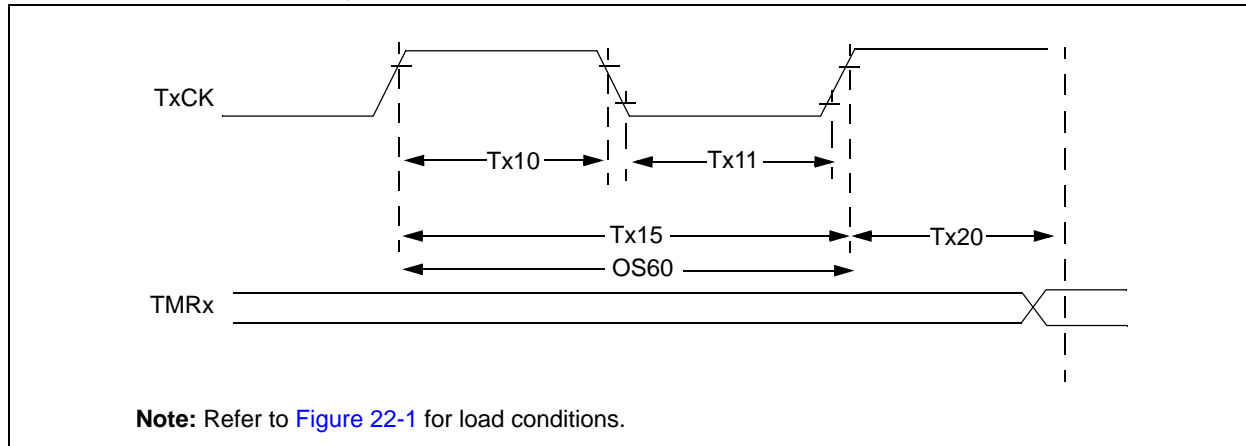 TxCK
Tx10
Tx11
Tx15
Tx20
OS60
TMRx
Note: Refer to Figure 22-1 for load conditions.